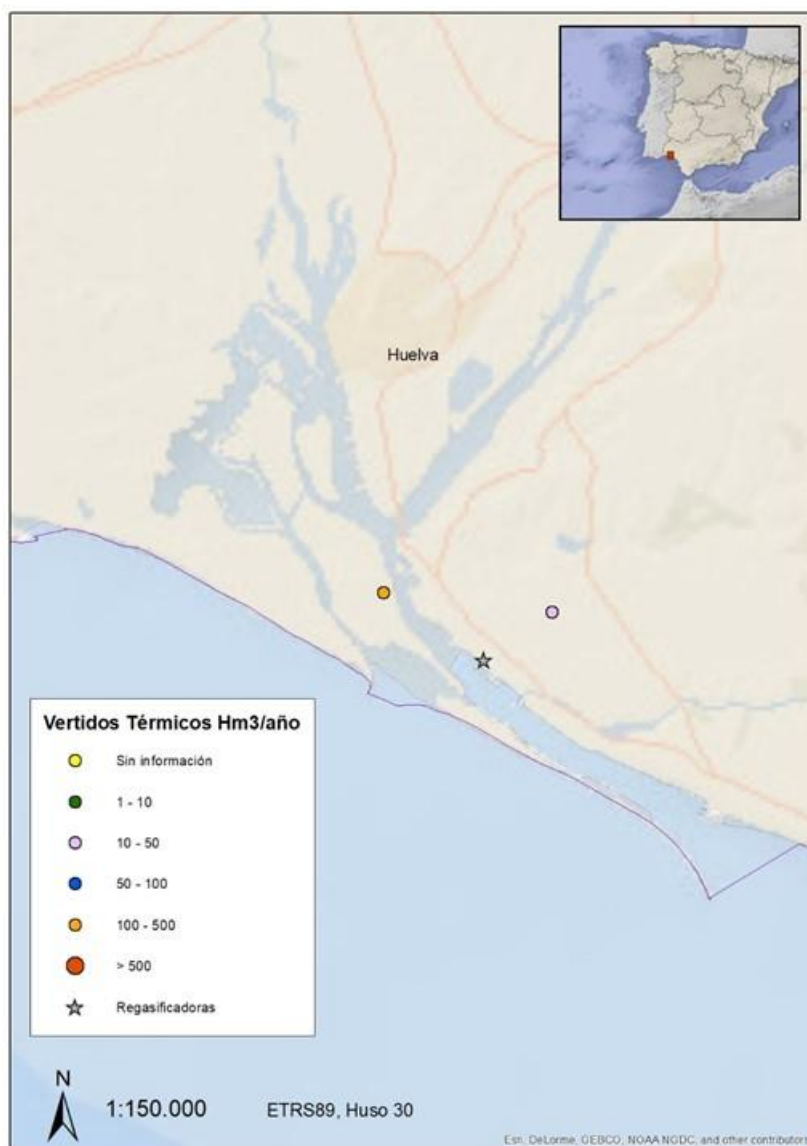 Huelva
Vertidos Térmicos Hm3/año
Sin información
1 - 10
10 - 50
50 - 100
100 - 500
> 500
Regasificadoras
N
1:150.000
ETRS89, Huso 30
Esri, DeLorme, GEBCO, NOAA NGDC, and other contributors